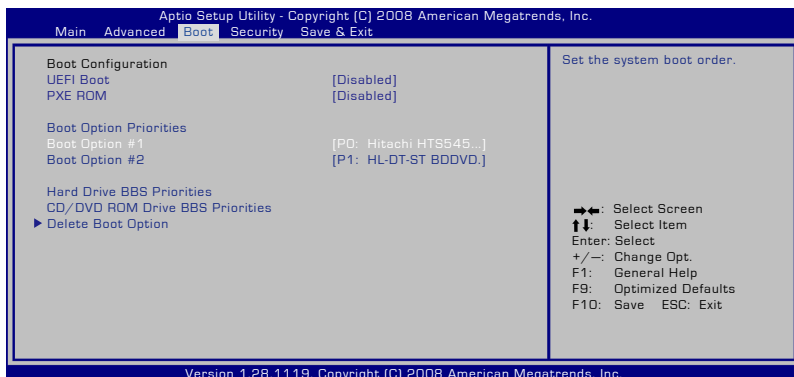 Aptio Setup Utility - Copyright (C) 2008 American Megatrends, Inc.
Main Advanced Boot Security Save & Exit
Boot Configuration
UEFI Boot [Disabled]
PXE ROM [Disabled]
Boot Option Priorities
Boot Option #1 [P0: Hitachi HTS545...]
Boot Option #2 [P1: HL-DT-ST BDDVD.]
Hard Drive BBS Priorities
CD/DVD ROM Drive BBS Priorities
Delete Boot Option
Set the system boot order.
→←: Select Screen
↑↓: Select Item
Enter: Select
+/—: Change Opt.
F1: General Help
F9: Optimized Defaults
F10: Save ESC: Exit
Version 1.28.1119. Copyright (C) 2008 American Megatrends, Inc.